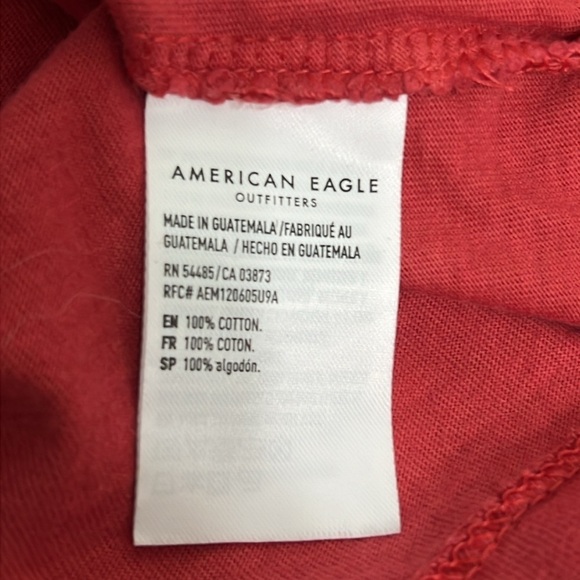 AMERICAN EAGLE
OUTFITTERS
MADE IN GUATEMALA/FABRIQUÉ AU
GUATEMALA / HECHO EN GUATEMALA
RN 54485/CA 03873
RFC# AEM120605U9A
EN 100% COTTON.
FR 100% COTON.
SP 100% algodón.